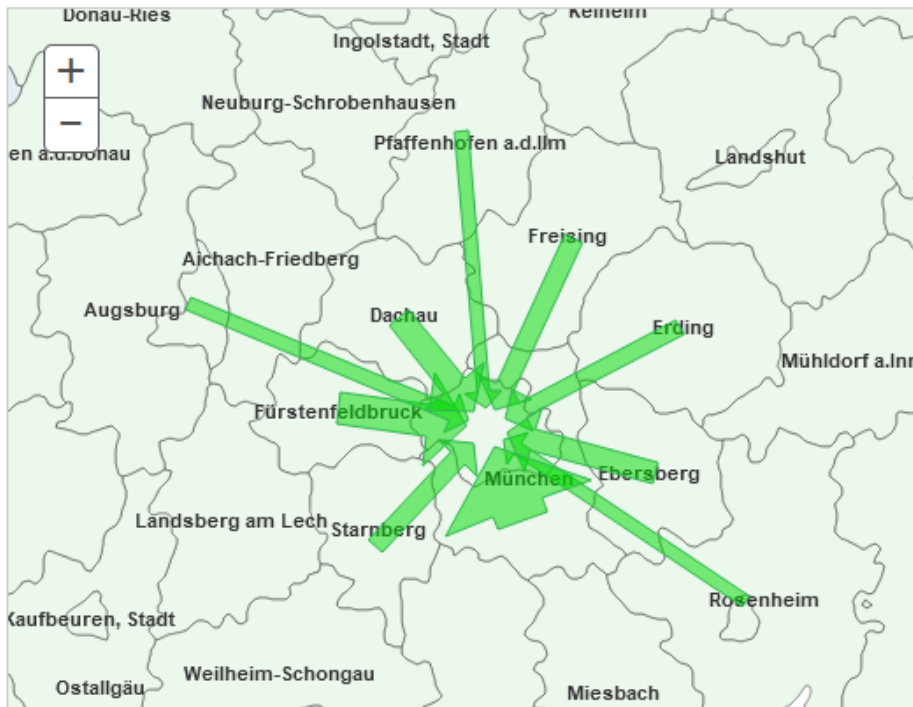 Donau-Ries
Kelheim
Ingolstadt, Stadt
+
Neuburg-Schrobenhausen
−
Pfaffenhofen a.d.Ilm
en a.d.Donau
Landshut
Freising
Aichach-Friedberg
Augsburg
Dachau
Erding
Mühldorf a.Inn
Fürstenfeldbruck
Ebersberg
München
Landsberg am Lech
Starnberg
Rosenheim
Kaufbeuren, Stadt
Weilheim-Schongau
Ostallgäu
Miesbach